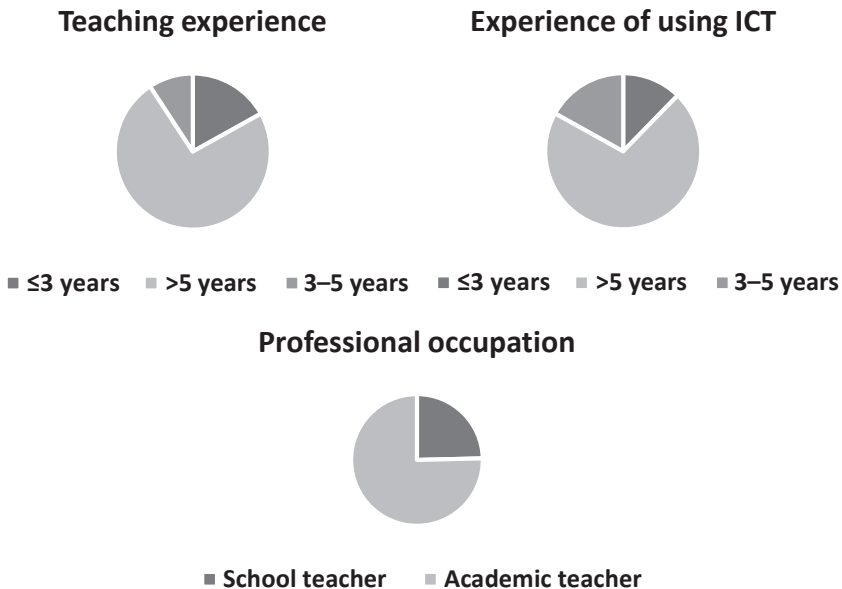 Teaching experience
Experience of using ICT
≤3 years >5 years 3–5 years
≤3 years >5 years 3–5 years
Professional occupation
School teacher Academic teacher